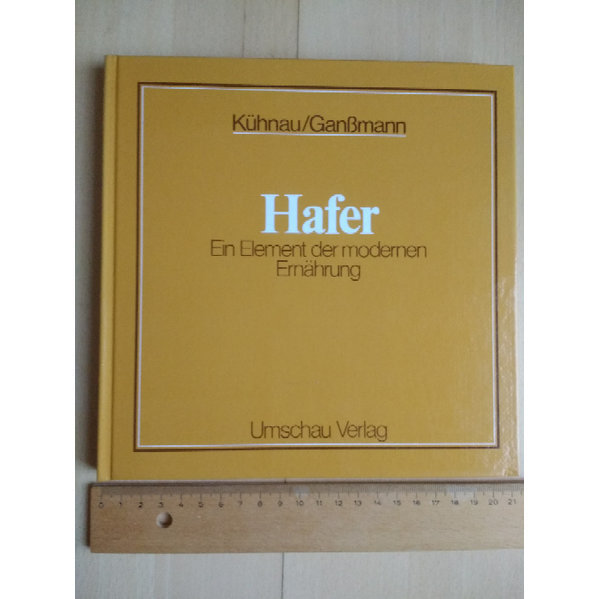 Kühnau/Ganßmann
Hafer
Ein Element der modernen
Ernährung
Umschau Verlag
0 1 2 3 4 5 6 7 8 9 10 11 12 13 14 15 16 17 18 19 20 21